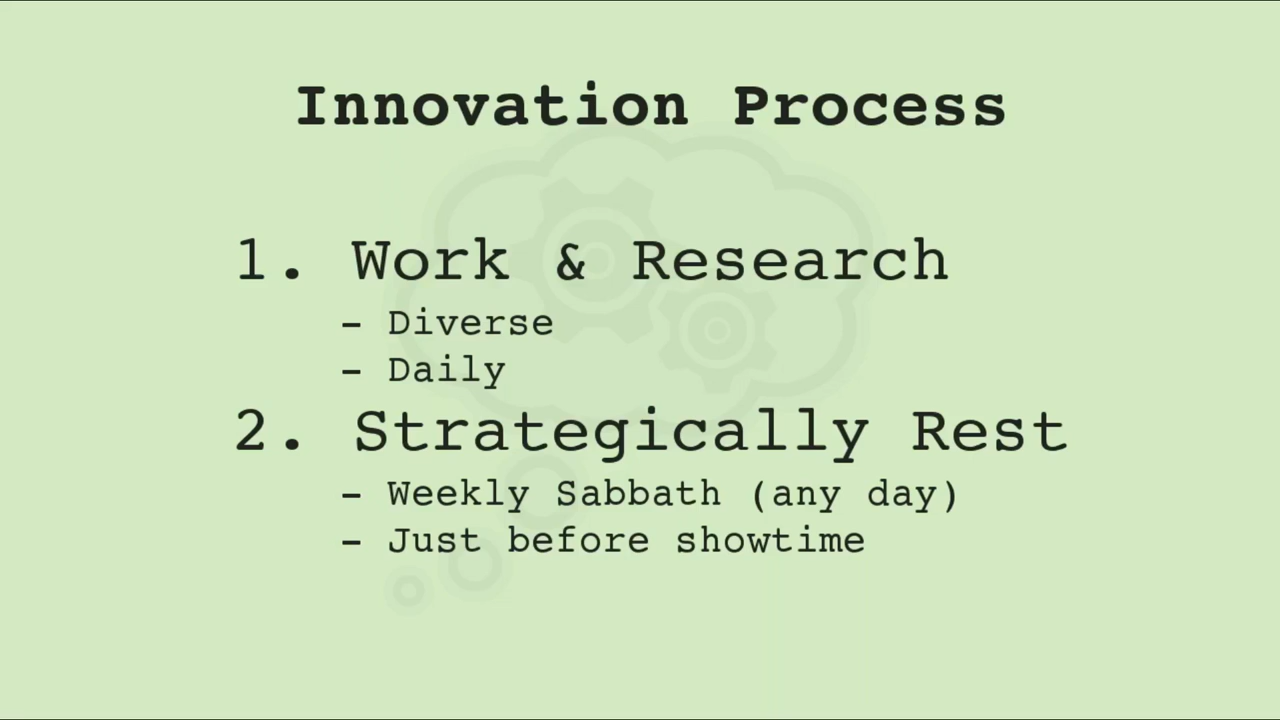 Innovation Process
1. Work & Research
- Diverse
- Daily
2. Strategically Rest
- Weekly Sabbath (any day)
- Just before showtime